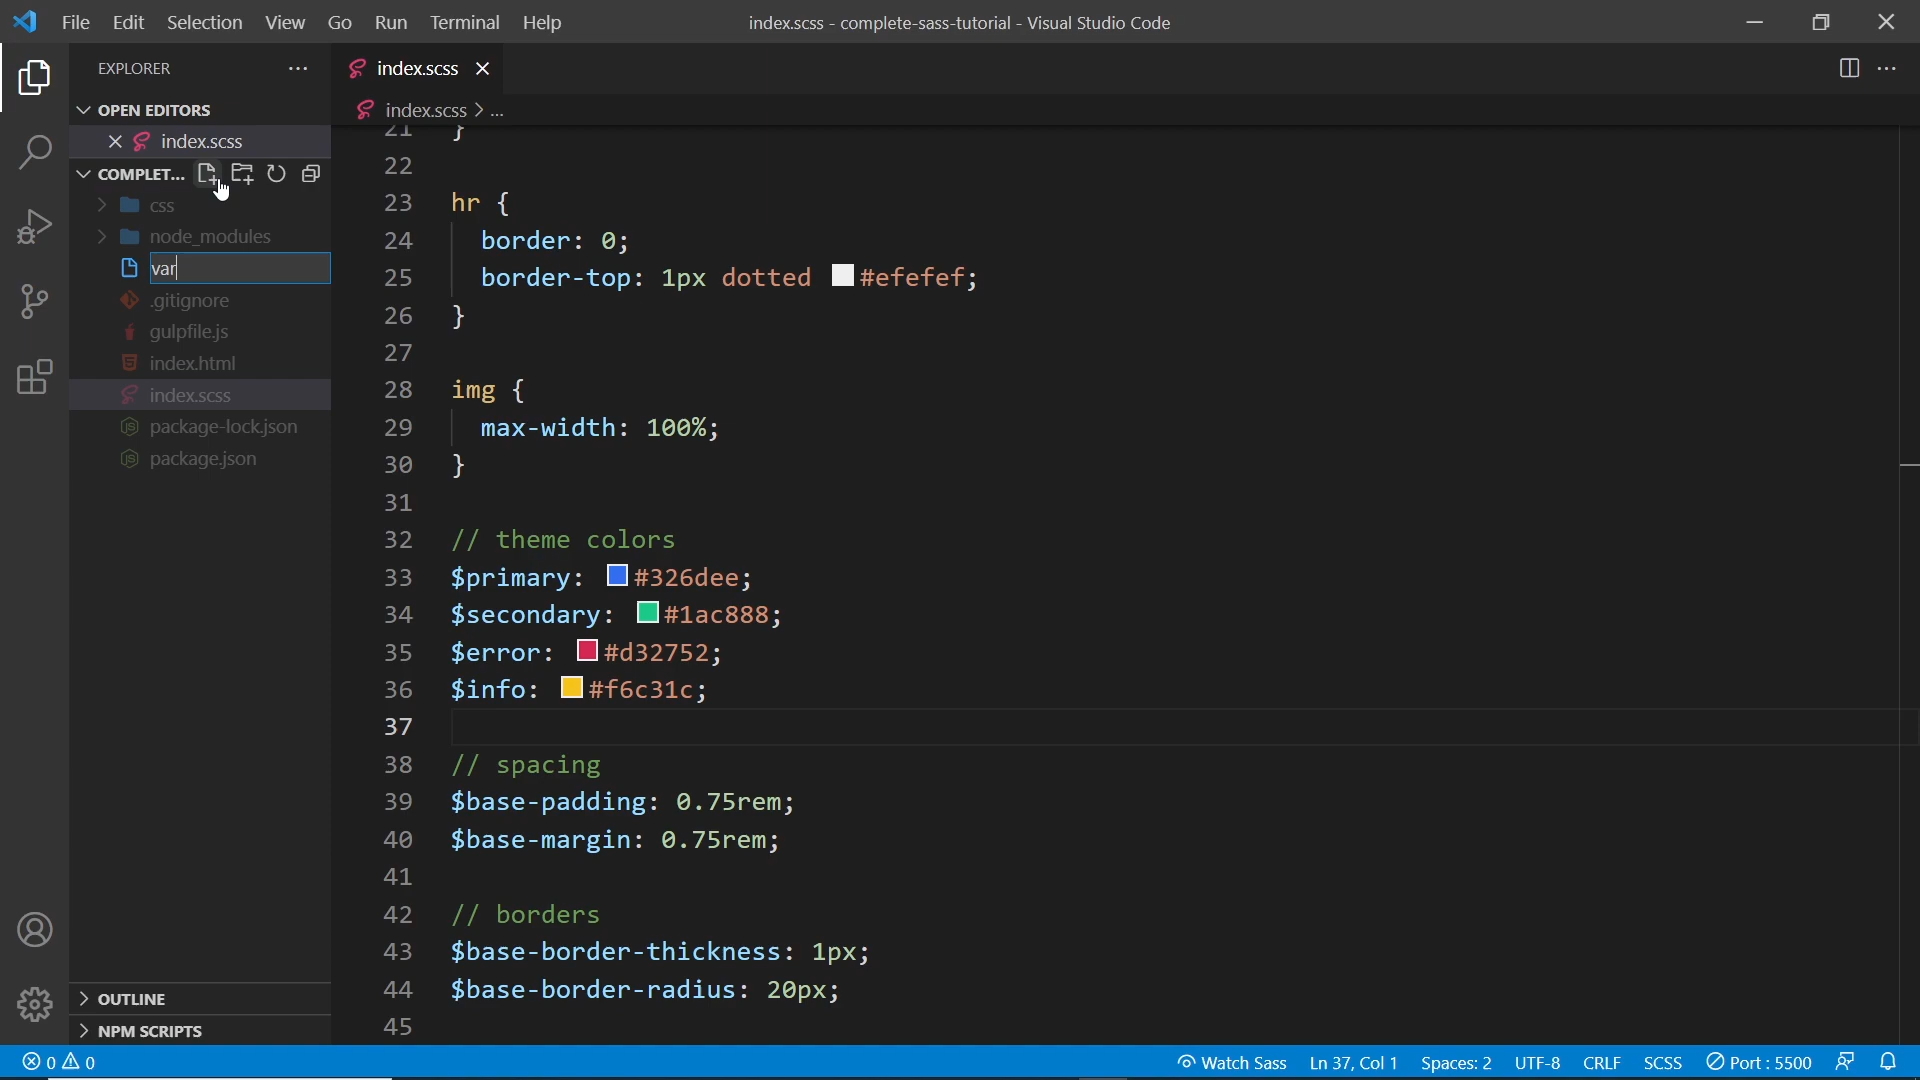 File Edit Selection View Go Run Terminal Help
index.scss - complete-sass-tutorial - Visual Studio Code
EXPLORER
OPEN EDITORS
index.scss
COMPLET...
css
node_modules
var
.gitignore
gulpfile.js
index.html
index.scss
package-lock.json
package.json
OUTLINE
NPM SCRIPTS
index.scss
index.scss > ...
21 }
22
23 hr {
24 border: 0;
25 border-top: 1px dotted #efefef;
26 }
27
28 img {
29 max-width: 100%;
30 }
31
32 // theme colors
33 $primary: #326dee;
34 $secondary: #1ac888;
35 $error: #d32752;
36 $info: #f6c31c;
37
38 // spacing
39 $base-padding: 0.75rem;
40 $base-margin: 0.75rem;
41
42 // borders
43 $base-border-thickness: 1px;
44 $base-border-radius: 20px;
45
0 0 Watch Sass Ln 37, Col 1 Spaces: 2 UTF-8 CRLF SCSS Port : 5500